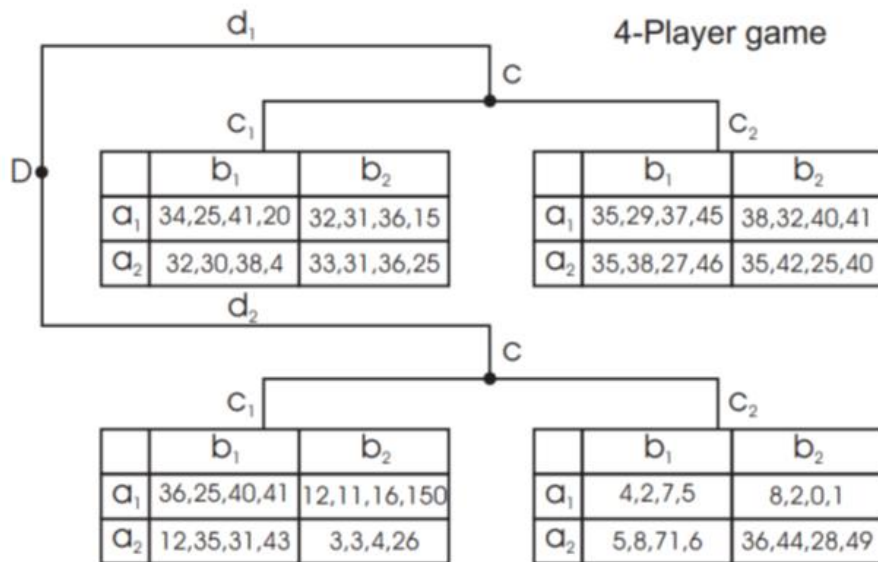 d₁
4-Player game
C
c₁ c₂
D
b₁ b₂
a₁ 34,25,41,20 32,31,36,15
a₂ 32,30,38,4 33,31,36,25
b₁ b₂
a₁ 35,29,37,45 38,32,40,41
a₂ 35,38,27,46 35,42,25,40
d₂
C
c₁ c₂
b₁ b₂
a₁ 36,25,40,41 12,11,16,150
a₂ 12,35,31,43 3,3,4,26
b₁ b₂
a₁ 4,2,7,5 8,2,0,1
a₂ 5,8,71,6 36,44,28,49